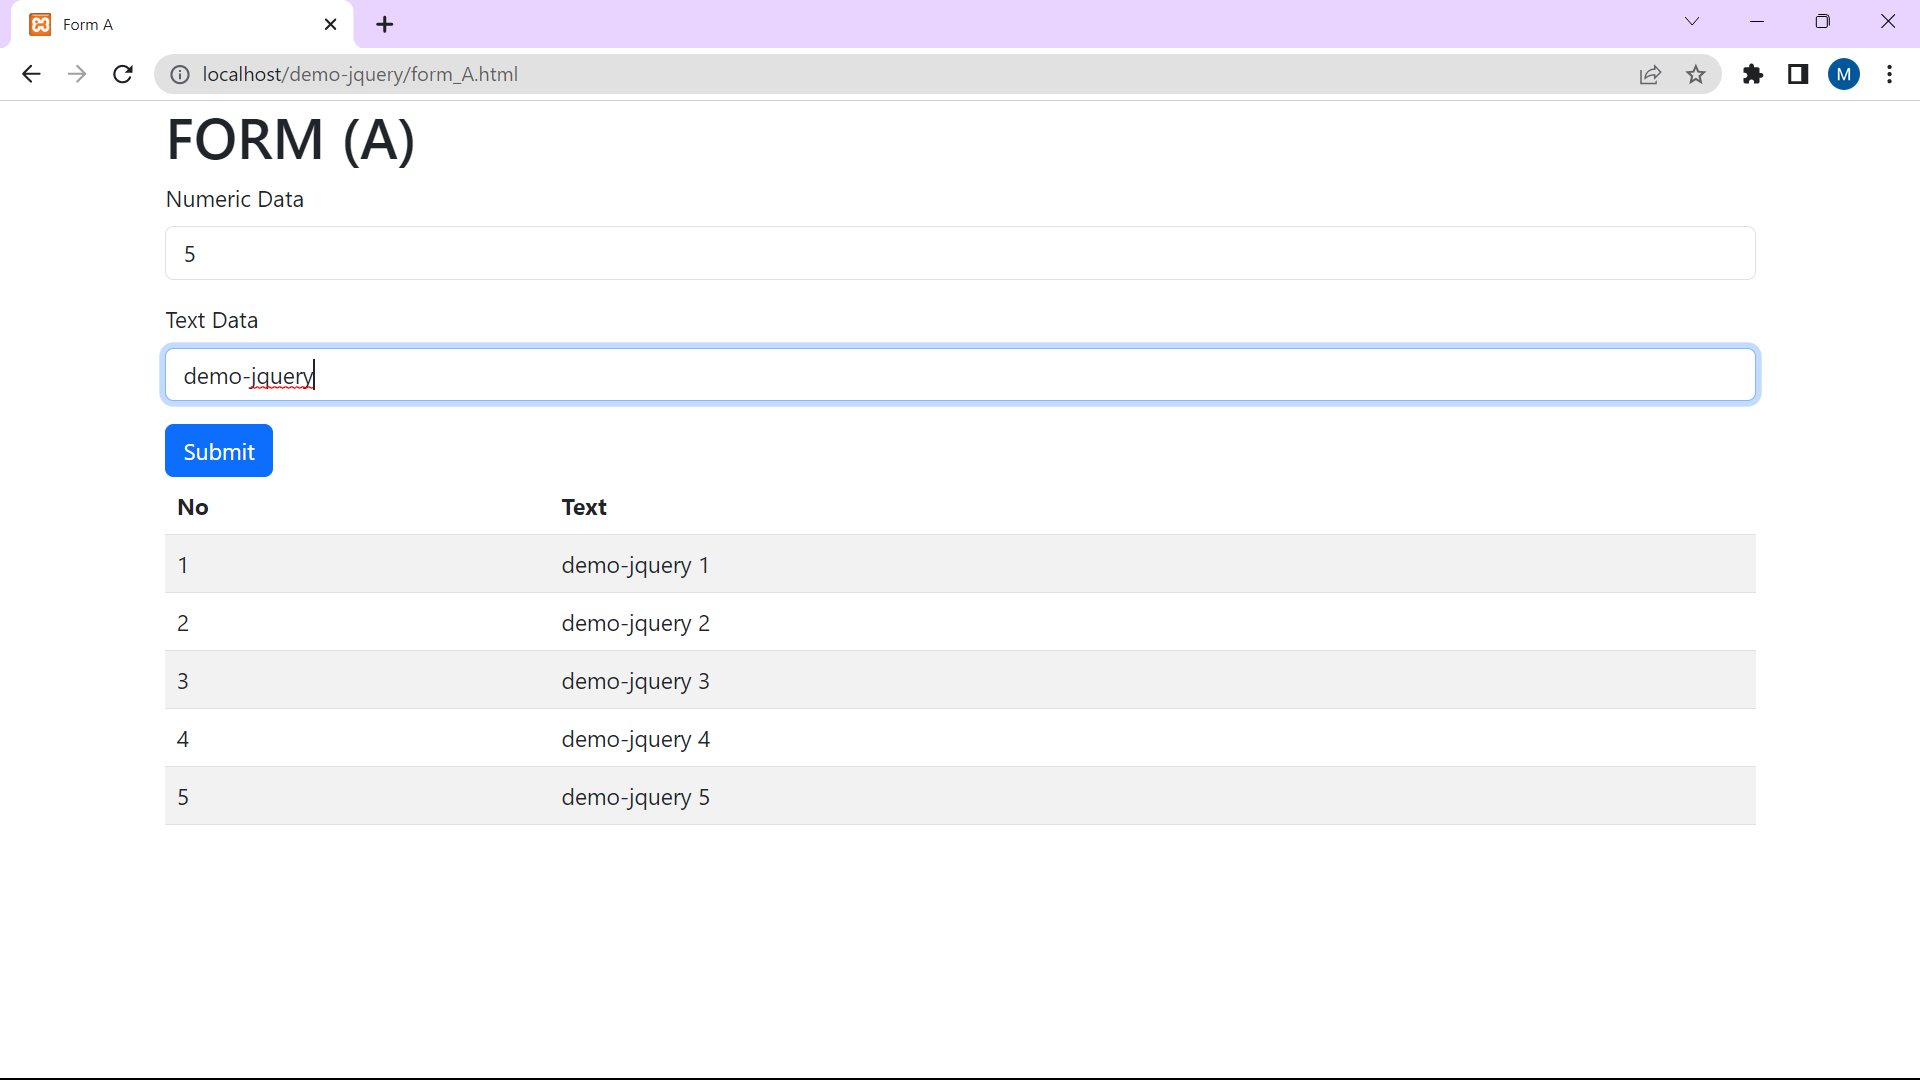 Form A
localhost/demo-jquery/form_A.html
M
FORM (A)
Numeric Data
5
Text Data
demo-jquery
Submit
No Text
1 demo-jquery 1
2 demo-jquery 2
3 demo-jquery 3
4 demo-jquery 4
5 demo-jquery 5